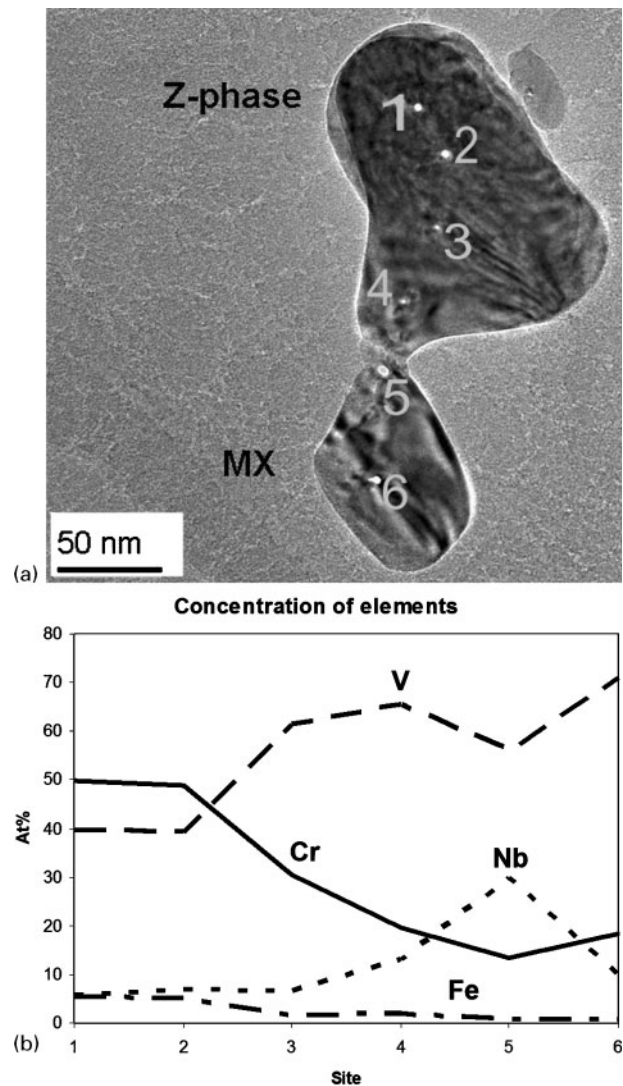 Z-phase
1
2
3
4
5
MX
6
50 nm
(a)
Concentration of elements
80
70
60
50
40
30
20
10
0
At%
V
Cr
Nb
Fe
1 2 3 4 5 6
(b)
Site